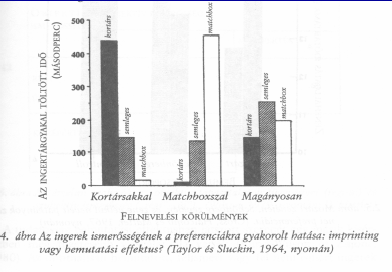 AZ INGERTÁRGYAKAL TÖLTÖTT IDŐ
(MÁSODPERC)
500
400
300
200
100
0
kortárs
semleges
matchbox
kortárs
semleges
matchbox
kortárs
semleges
matchbox
Kortársakkal Matchboxszal Magányosan
FELNEVELÉSI KÖRÜLMÉNYEK
4. ábra Az ingerek ismerősségének a preferenciákra gyakorolt hatása: imprinting
vagy bemutatási effektus? (Taylor és Sluckin, 1964, nyomán)